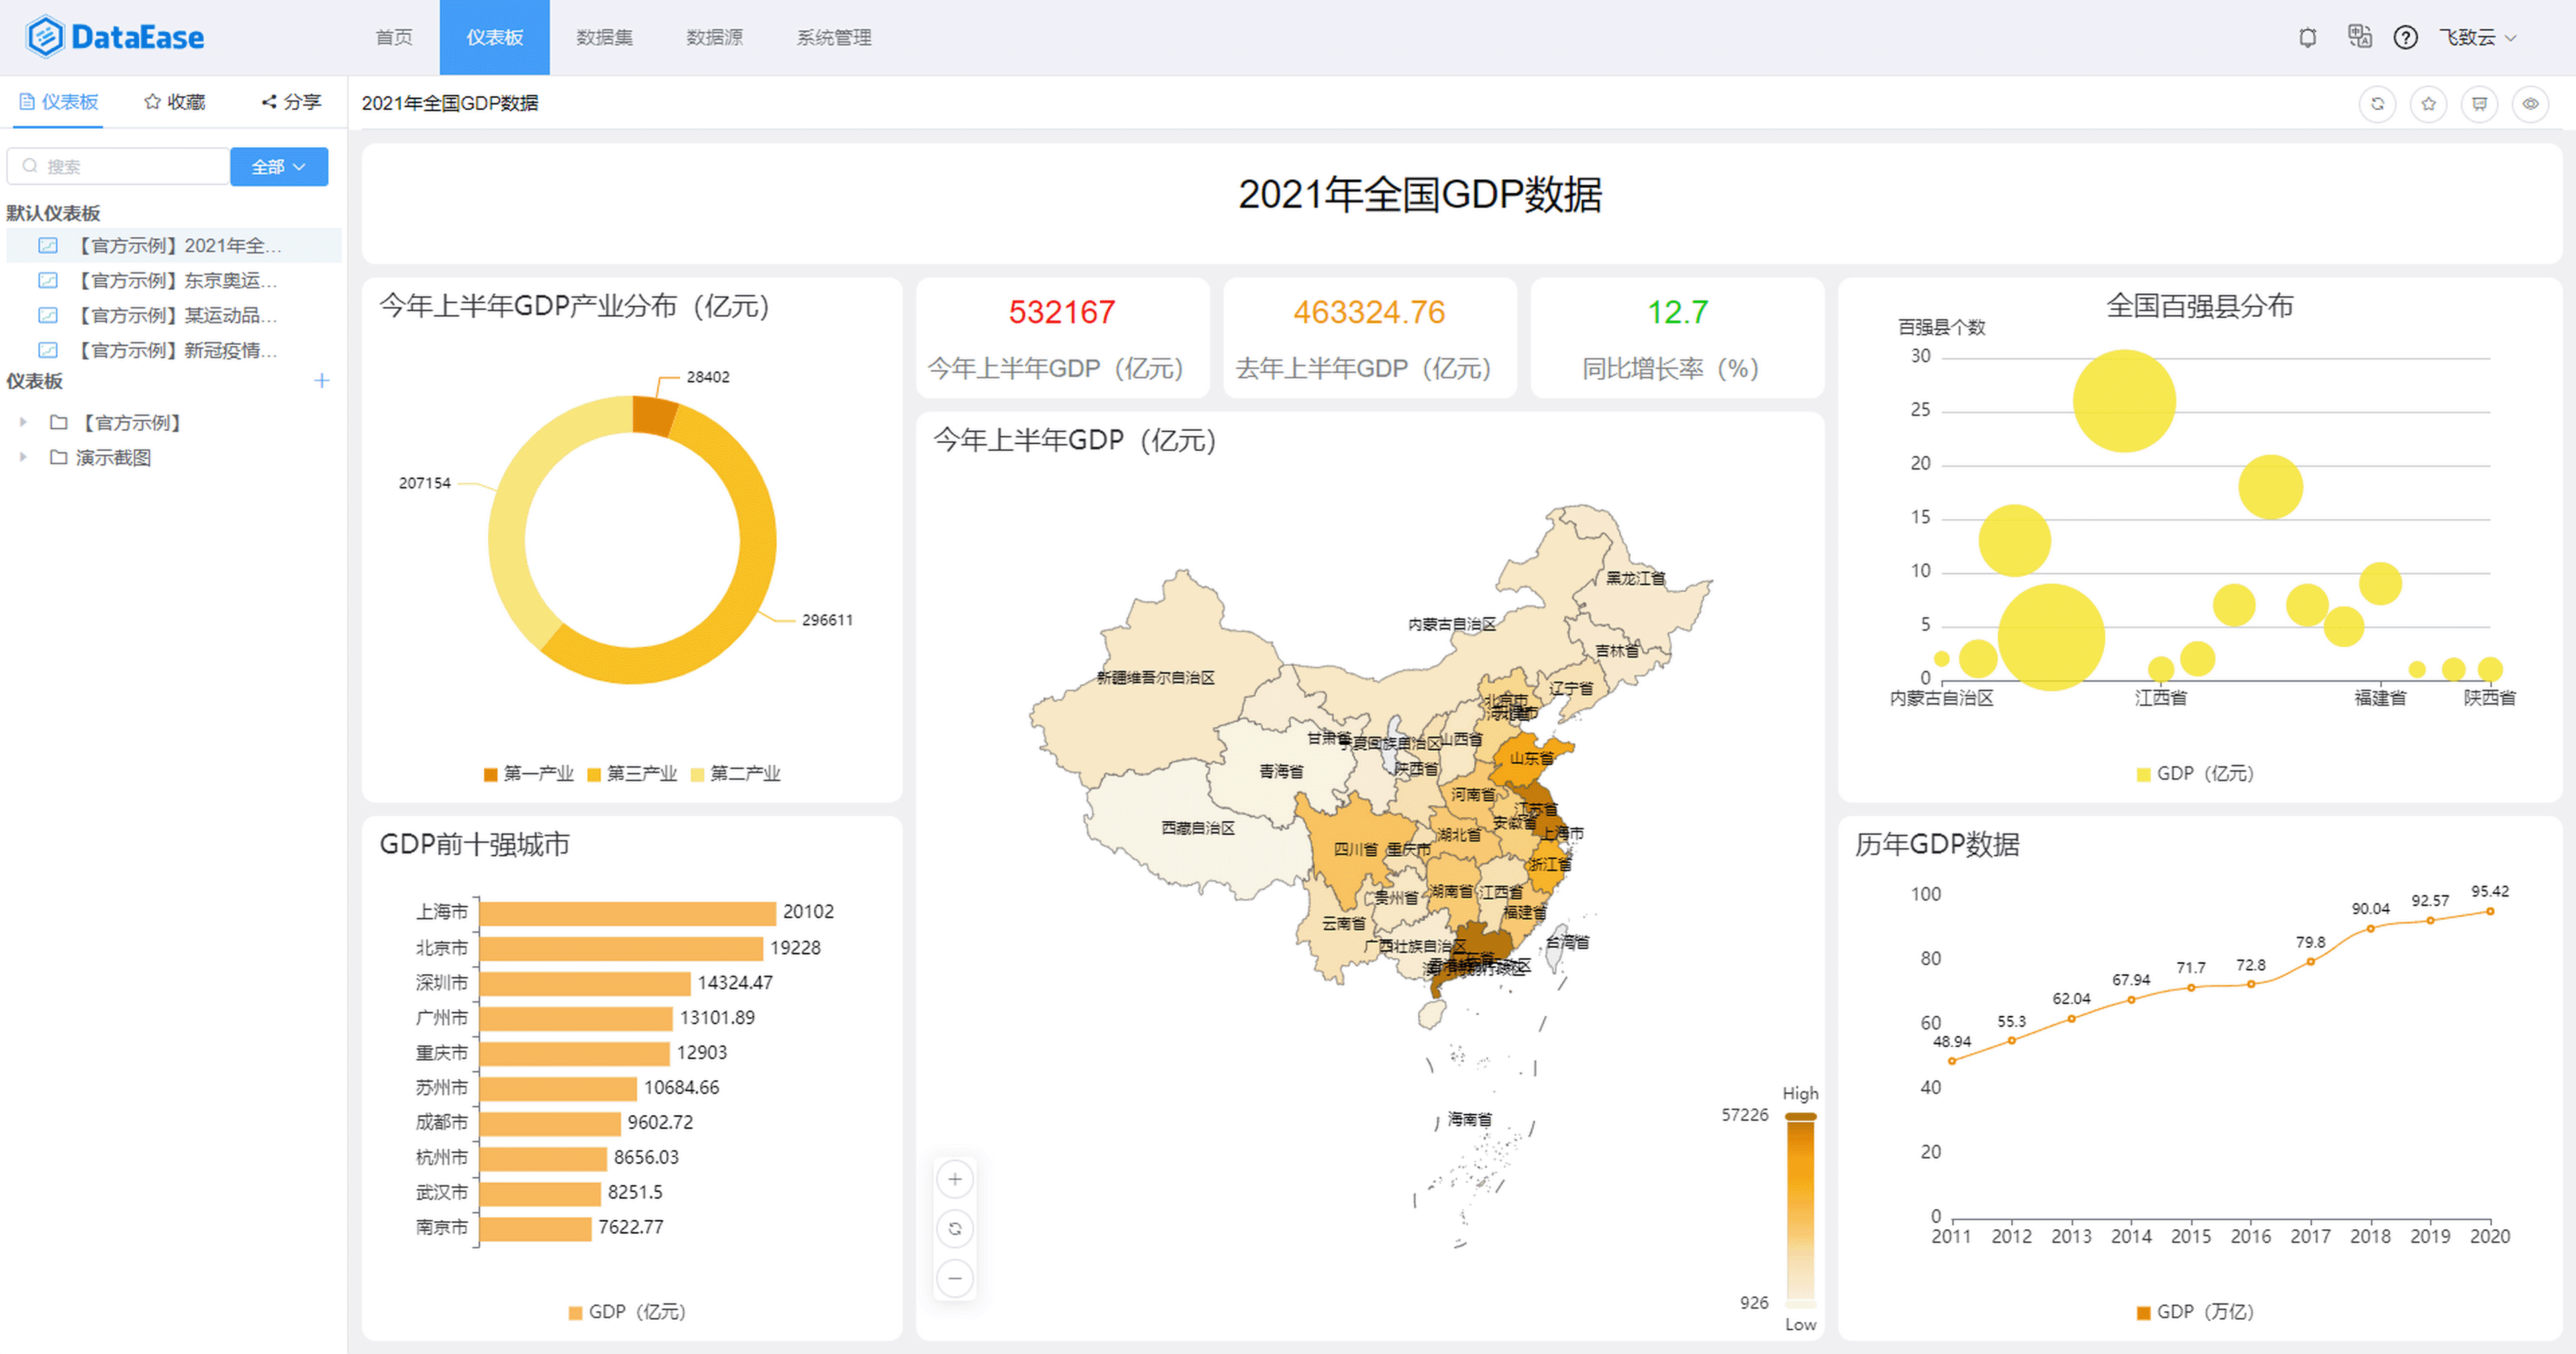 DataEase
首页 仪表板 数据集 数据源 系统管理
飞致云
仪表板 收藏 分享
2021年全国GDP数据
搜索 全部
默认仪表板
【官方示例】2021年全...
【官方示例】东京奥运...
【官方示例】某运动品...
【官方示例】新冠疫情...
仪表板
【官方示例】
演示截图
2021年全国GDP数据
今年上半年GDP产业分布（亿元）
28402
207154
296611
第一产业 第三产业 第二产业
532167
今年上半年GDP（亿元）
463324.76
去年上半年GDP（亿元）
12.7
同比增长率（%）
全国百强县分布
百强县个数
30
25
20
15
10
5
0
内蒙古自治区 江西省 福建省 陕西省
GDP（亿元）
GDP前十强城市
上海市 20102
北京市 19228
深圳市 14324.47
广州市 13101.89
重庆市 12903
苏州市 10684.66
成都市 9602.72
杭州市 8656.03
武汉市 8251.5
南京市 7622.77
GDP（亿元）
今年上半年GDP（亿元）
黑龙江省
内蒙古自治区
吉林省
新疆维吾尔自治区
辽宁省
北京市
甘肃省
宁夏回族自治区
山西省
山东省
青海省
陕西省
河南省
江苏省
安徽省
西藏自治区
湖北省
上海市
四川省
重庆市
浙江省
贵州省
湖南省
江西省
福建省
云南省
广西壮族自治区
台湾省
海南省
High
57226
926
Low
历年GDP数据
100
80
60
40
20
0
48.94 55.3 62.04 67.94 71.7 72.8 79.8 90.04 92.57 95.42
2011 2012 2013 2014 2015 2016 2017 2018 2019 2020
GDP（万亿）